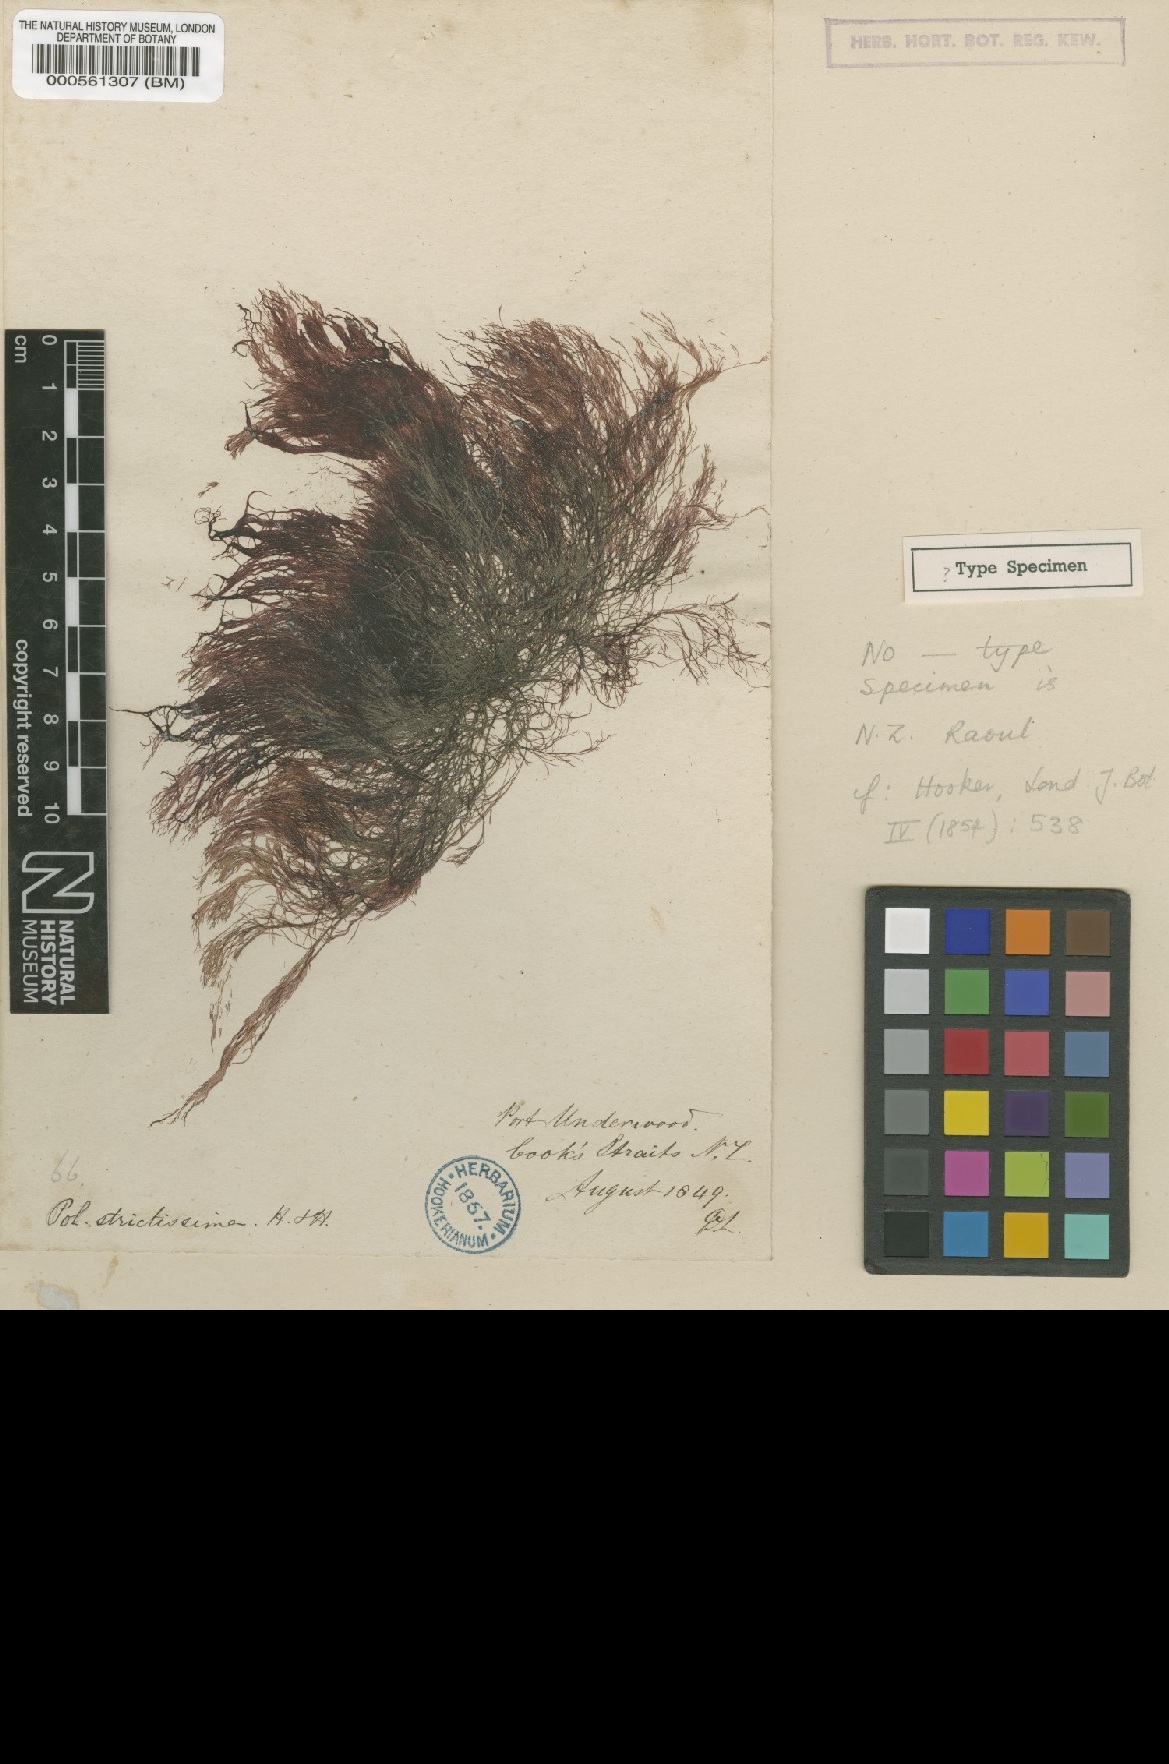 THE NATURAL HISTORY MUSEUM, LONDON
DEPARTMENT OF BOTANY
000561307 (BM)
HERB. HORT. BOT. REG. KEW.
cm
0
1
2
3
4
5
6
7
8
9
10
copyright reserved
NATURAL
HISTORY
MUSEUM
? Type Specimen
No — type
specimen is
N.Z. Raoul
cf: Hooker, Lond J. Bot
IV (1854) : 538
Port Underwood.
Cook's Straits N.Z.
August 1849.
HERBARIUM
HOOKERIANUM
1867.
66.
Pol. strictissima. H. & H.